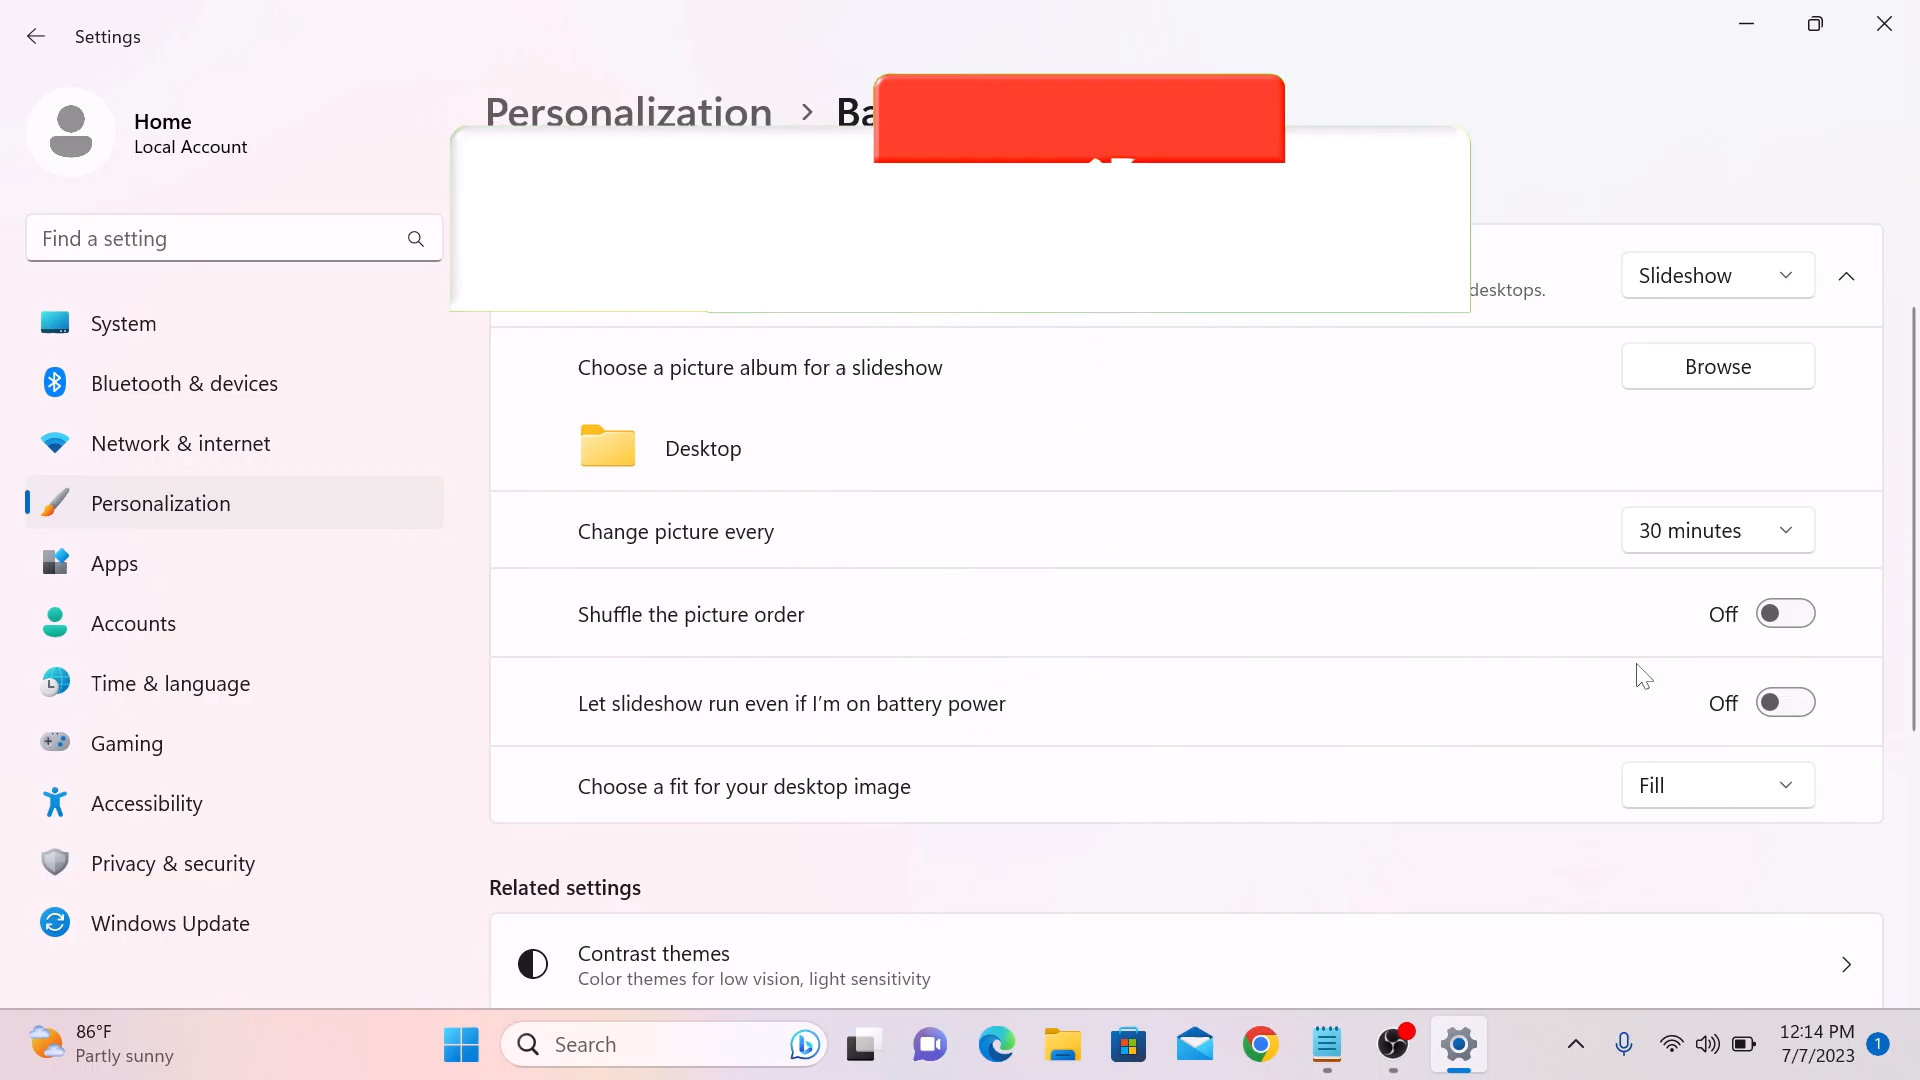 Settings
Home
Local Account
Find a setting
System
Bluetooth & devices
Network & internet
Personalization
Apps
Accounts
Time & language
Gaming
Accessibility
Privacy & security
Windows Update
Personalization > Ba
desktops.
Slideshow
Choose a picture album for a slideshow
Browse
Desktop
Change picture every
30 minutes
Shuffle the picture order
Off
Let slideshow run even if I'm on battery power
Off
Choose a fit for your desktop image
Fill
Related settings
Contrast themes
Color themes for low vision, light sensitivity
86°F
Partly sunny
Search
12:14 PM
7/7/2023
1